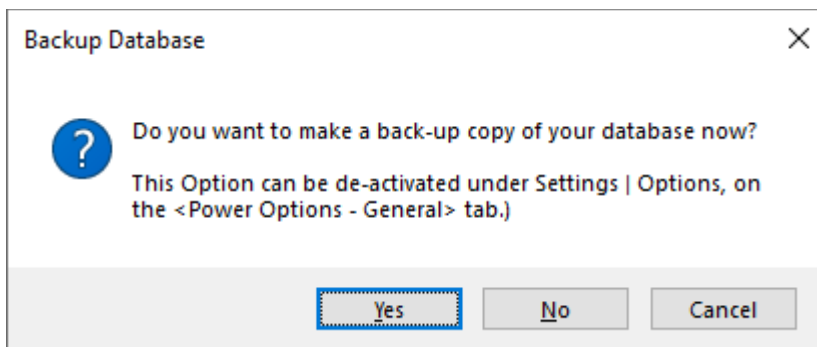 Backup Database
?
Do you want to make a back-up copy of your database now?
This Option can be de-activated under Settings | Options, on
the <Power Options - General> tab.)
Yes No Cancel